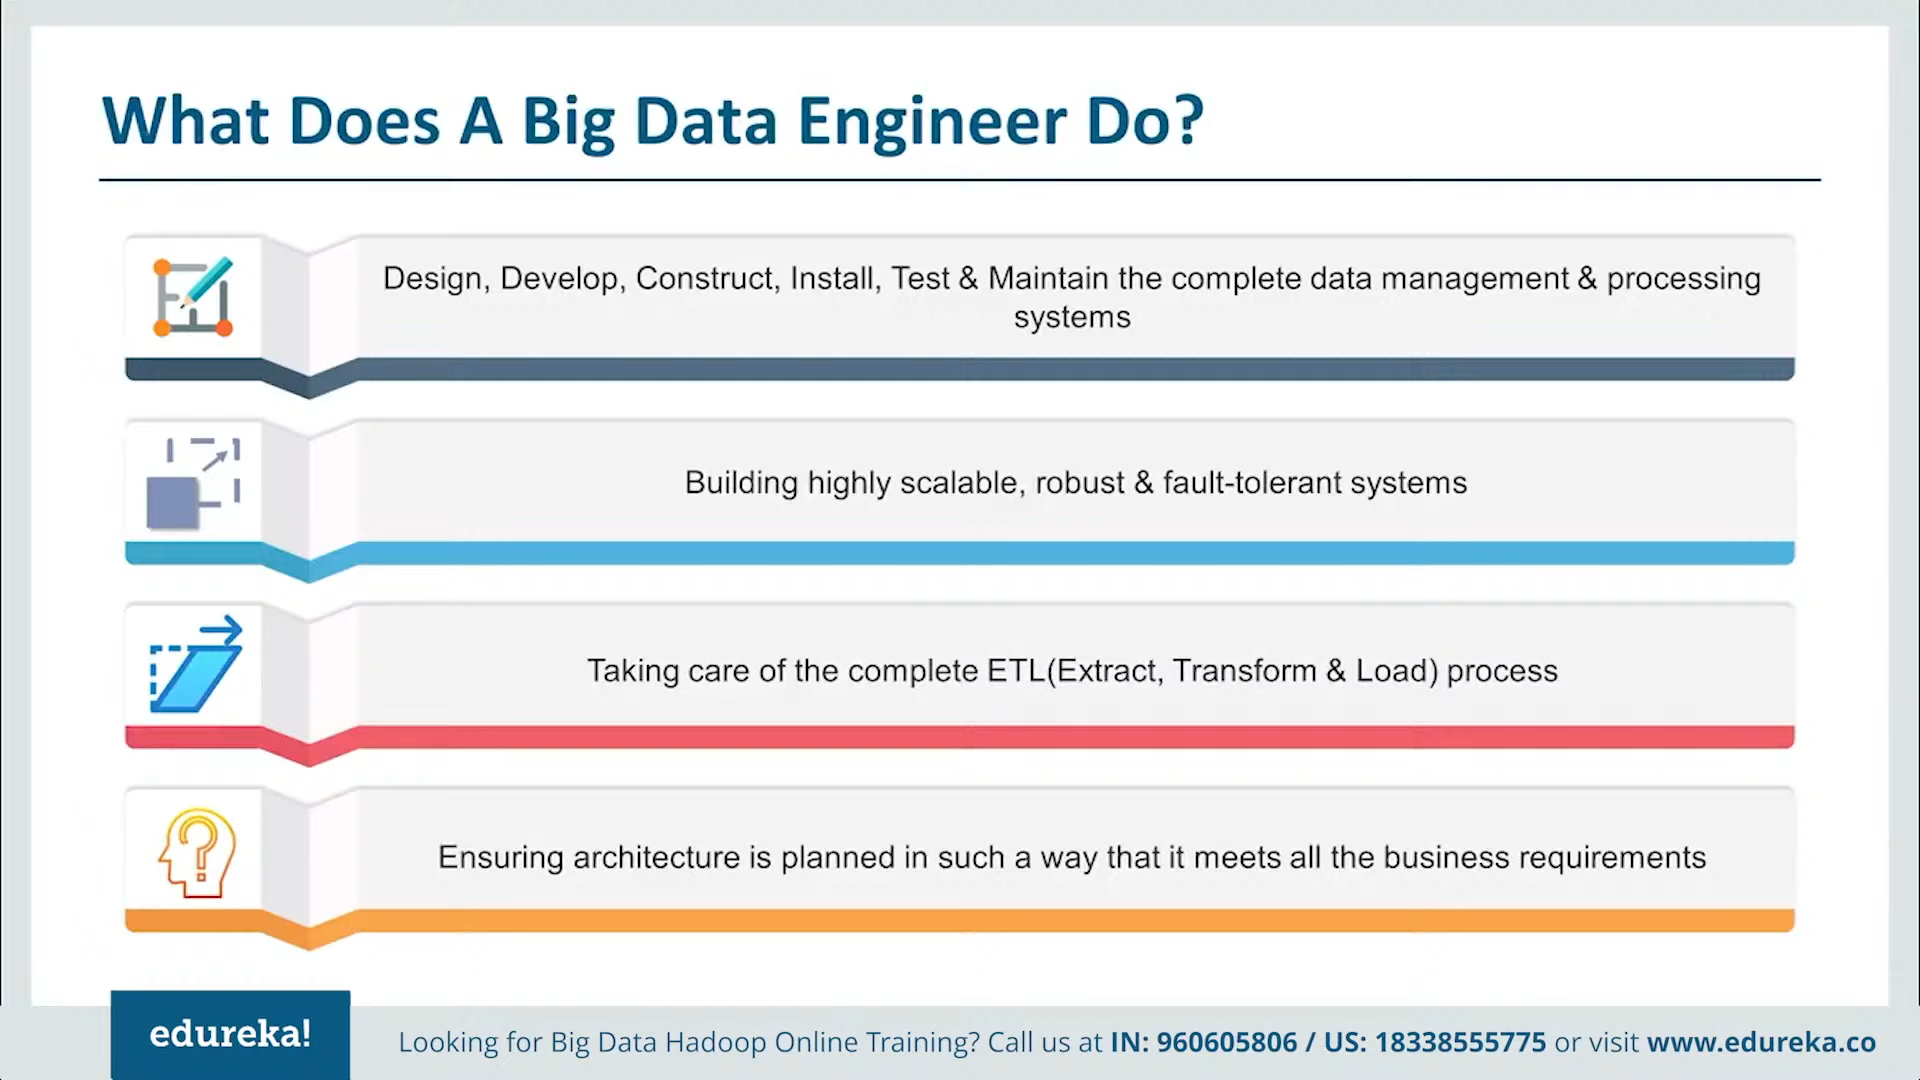 What Does A Big Data Engineer Do?
Design, Develop, Construct, Install, Test & Maintain the complete data management & processing
systems
Building highly scalable, robust & fault-tolerant systems
Taking care of the complete ETL(Extract, Transform & Load) process
Ensuring architecture is planned in such a way that it meets all the business requirements
edureka!
Looking for Big Data Hadoop Online Training? Call us at IN: 960605806 / US: 18338555775 or visit www.edureka.co